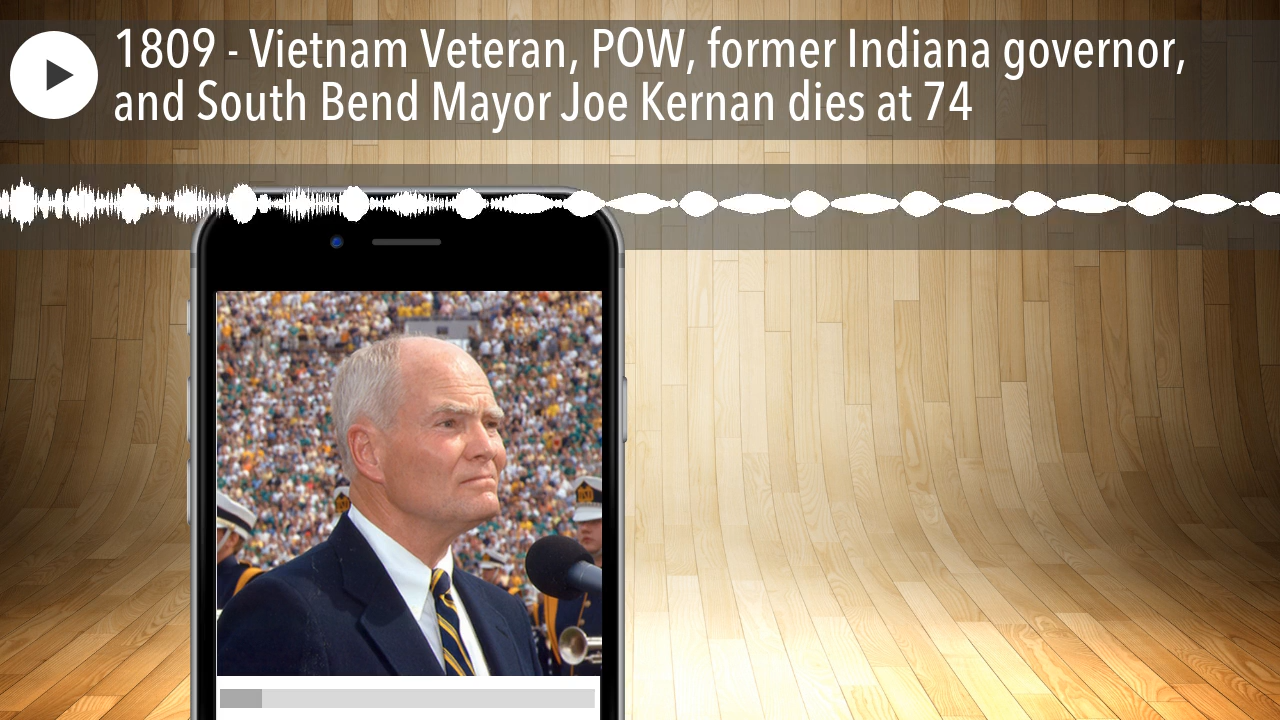 1809 - Vietnam Veteran, POW, former Indiana governor,
and South Bend Mayor Joe Kernan dies at 74